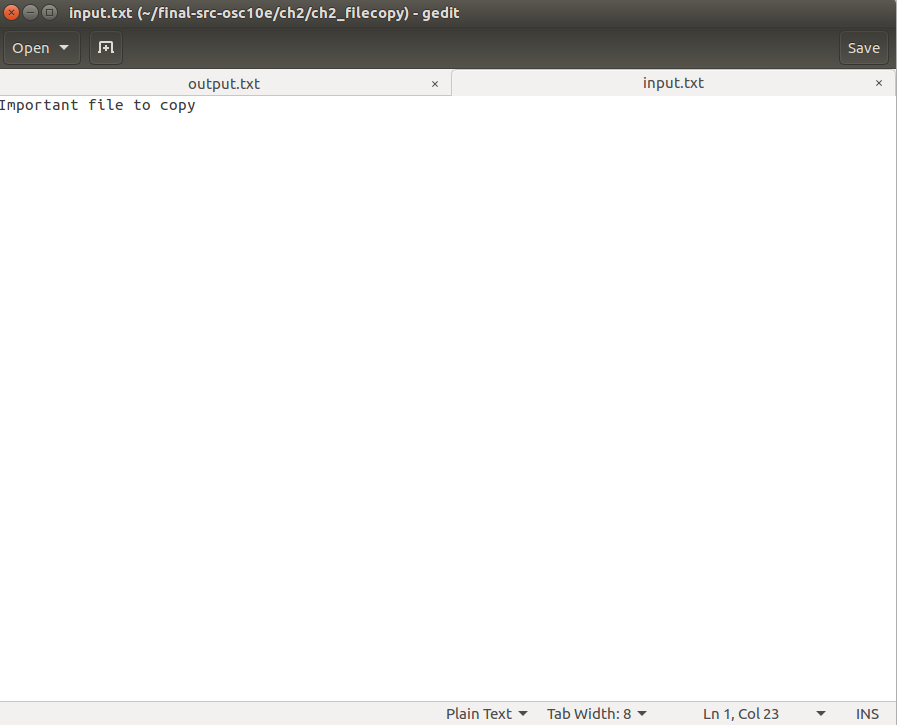 input.txt (~/final-src-osc10e/ch2/ch2_filecopy) - gedit
Open
Save
output.txt ×
input.txt ×
Important file to copy
Plain Text Tab Width: 8 Ln 1, Col 23 INS